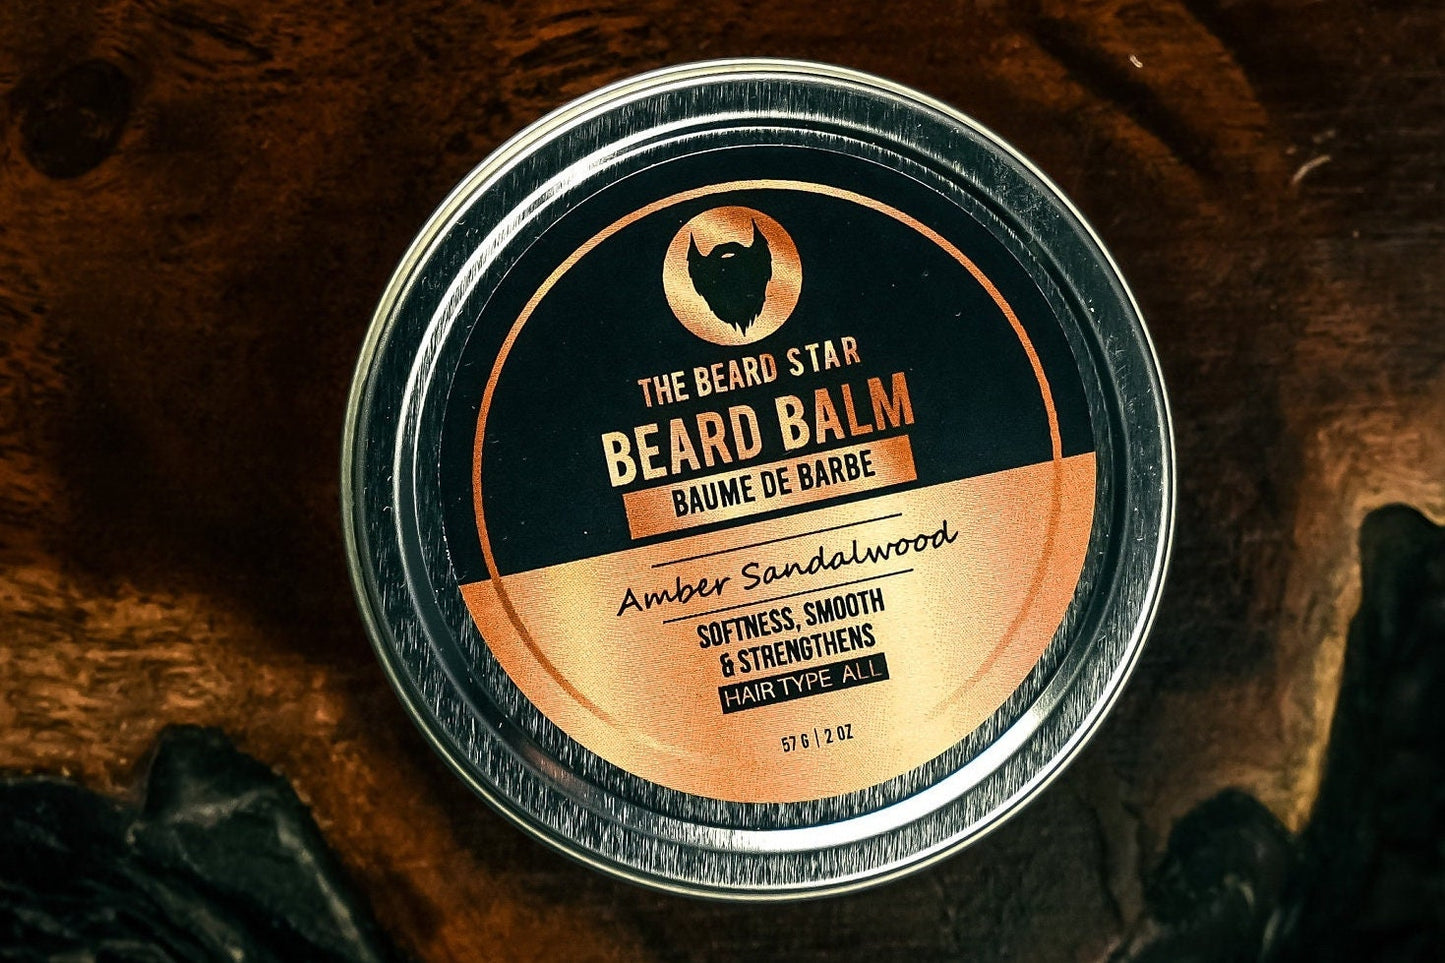 THE BEARD STAR
BEARD BALM
BAUME DE BARBE
Amber Sandalwood
SOFTNESS, SMOOTH
& STRENGTHENS
HAIR TYPE ALL
57 G | 2 OZ